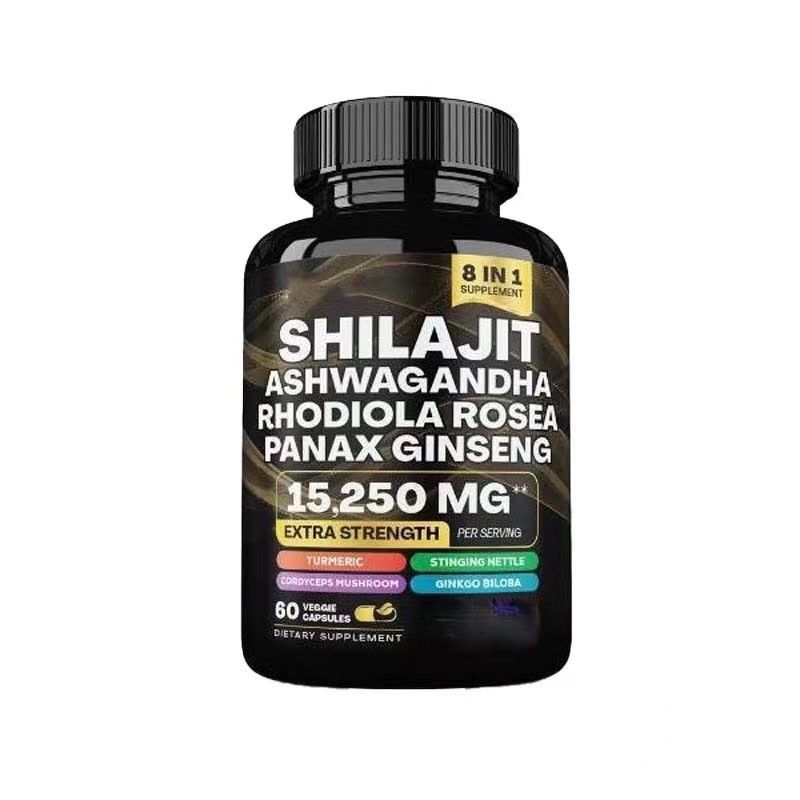 8 IN 1
SUPPLEMENT
SHILAJIT
ASHWAGANDHA
RHODIOLA ROSEA
PANAX GINSENG
15,250 MG**
EXTRA STRENGTH PER SERVING
TURMERIC STINGING NETTLE
CORDYCEPS MUSHROOM GINKGO BILOBA
60 VEGGIE
CAPSULES
DIETARY SUPPLEMENT